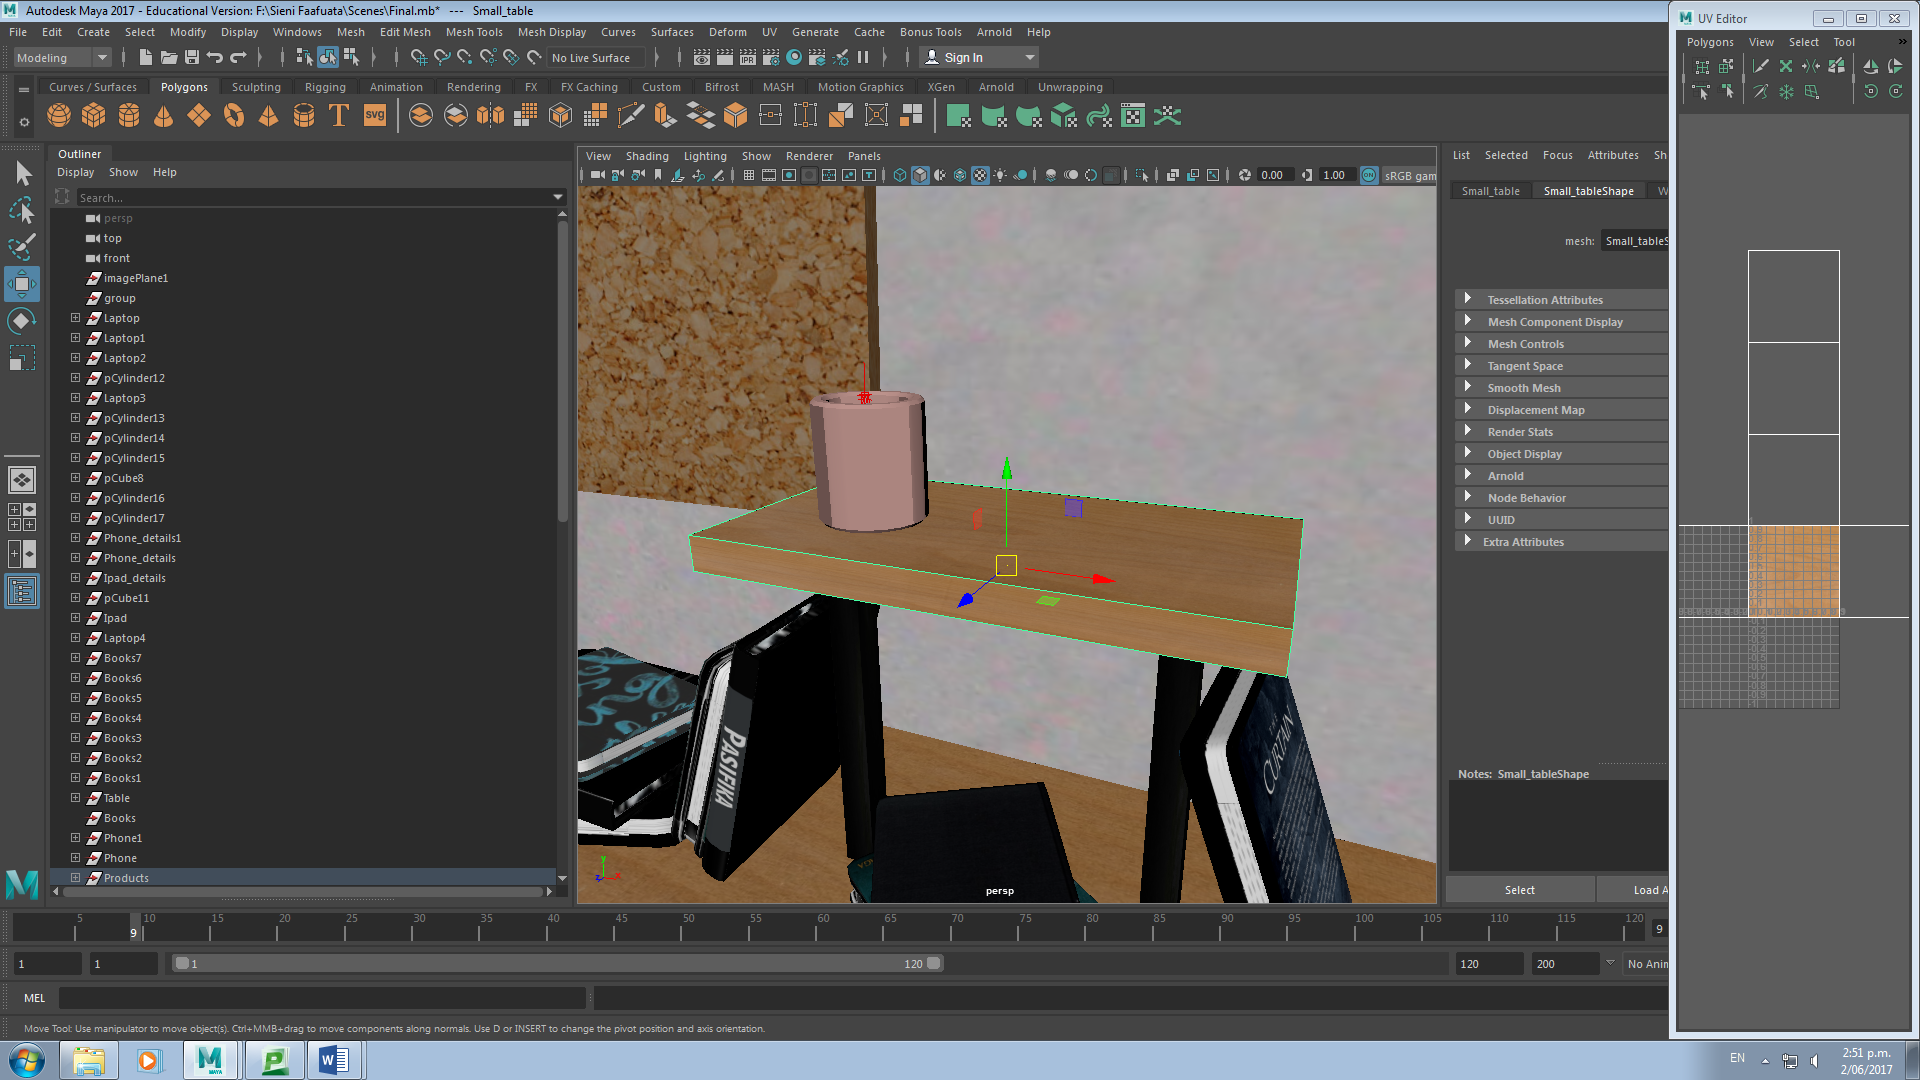 Autodesk Maya 2017 - Educational Version: F:\Sieni Faafuata\Scenes\Final.mb*   ---   Small_table
File Edit Create Select Modify Display Windows Mesh Edit Mesh Mesh Tools Mesh Display Curves Surfaces Deform UV Generate Cache Bonus Tools Arnold Help
Modeling
No Live Surface
Sign In
Curves / Surfaces Polygons Sculpting Rigging Animation Rendering FX FX Caching Custom Bifrost MASH Motion Graphics XGen Arnold Unwrapping
T SVG
Outliner
Display Show Help
Search...
persp
top
front
imagePlane1
group
Laptop
Laptop1
Laptop2
pCylinder12
Laptop3
pCylinder13
pCylinder14
pCylinder15
pCube8
pCylinder16
pCylinder17
Phone_details1
Phone_details
Ipad_details
pCube11
Ipad
Laptop4
Books7
Books6
Books5
Books4
Books3
Books2
Books1
Table
Books
Phone1
Phone
Products
View Shading Lighting Show Renderer Panels
0.00 1.00 ON sRGB gam
PASIFIKA
THE
CURTAIN
y
z x
persp
List Selected Focus Attributes Sh
Small_table Small_tableShape W
mesh: Small_tableS
Tessellation Attributes
Mesh Component Display
Mesh Controls
Tangent Space
Smooth Mesh
Displacement Map
Render Stats
Object Display
Arnold
Node Behavior
UUID
Extra Attributes
Notes: Small_tableShape
Select Load A
UV Editor
Polygons View Select Tool »
5 10 15 20 25 30 35 40 45 50 55 60 65 70 75 80 85 90 95 100 105 110 115 120
9 9
1 1 1 120 120 200 No Anim
MEL
Move Tool: Use manipulator to move object(s). Ctrl+MMB+drag to move components along normals. Use D or INSERT to change the pivot position and axis orientation.
EN
2:51 p.m.
2/06/2017